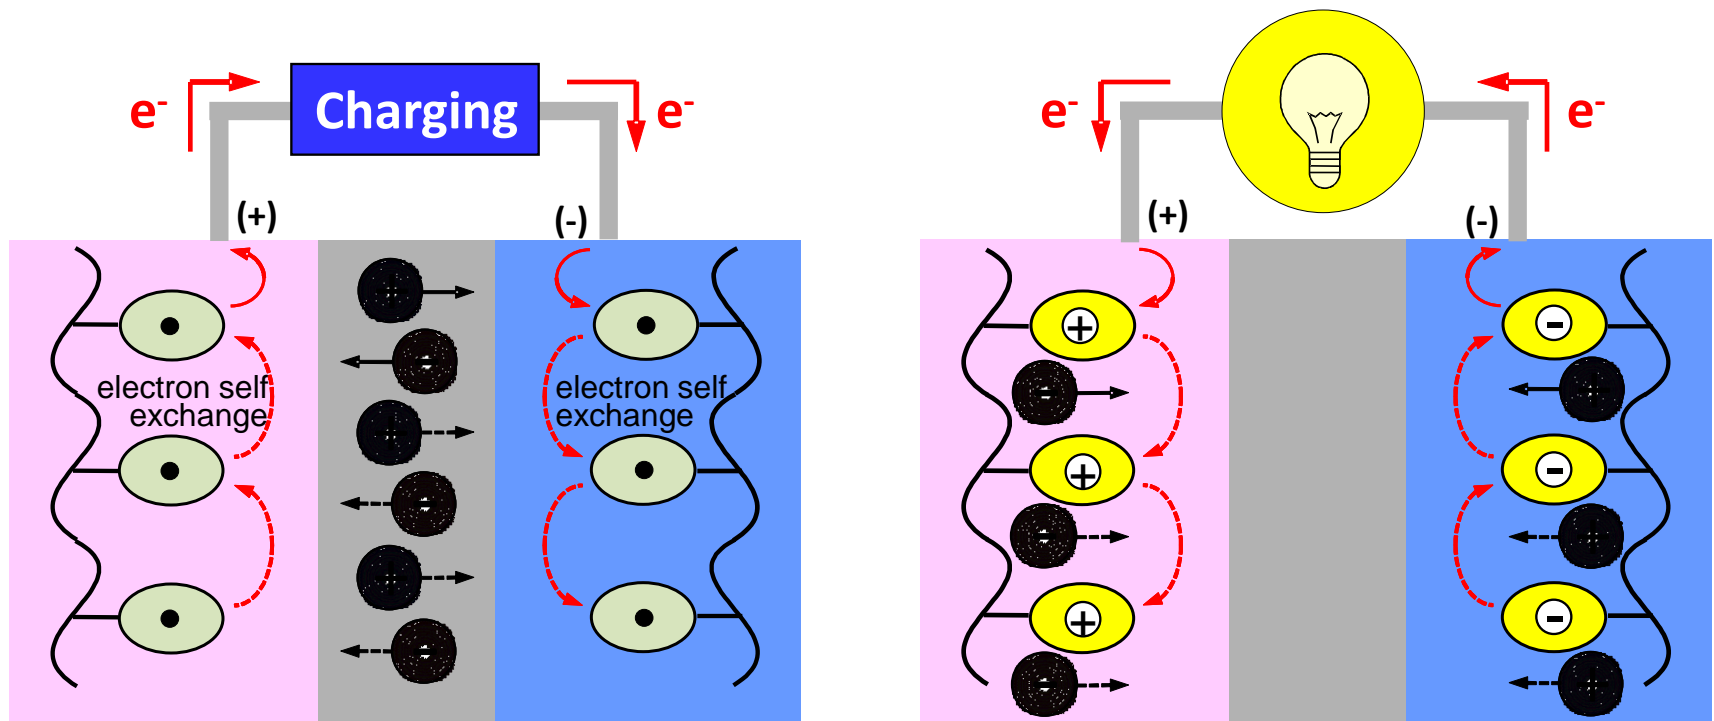 Charging
e-
e-
(+)
(-)
electron self
exchange
electron self
exchange
+
-
+
-
+
-
e-
e-
(+)
(-)
+
-
-
+
+
-
-
+
+
-
-
+